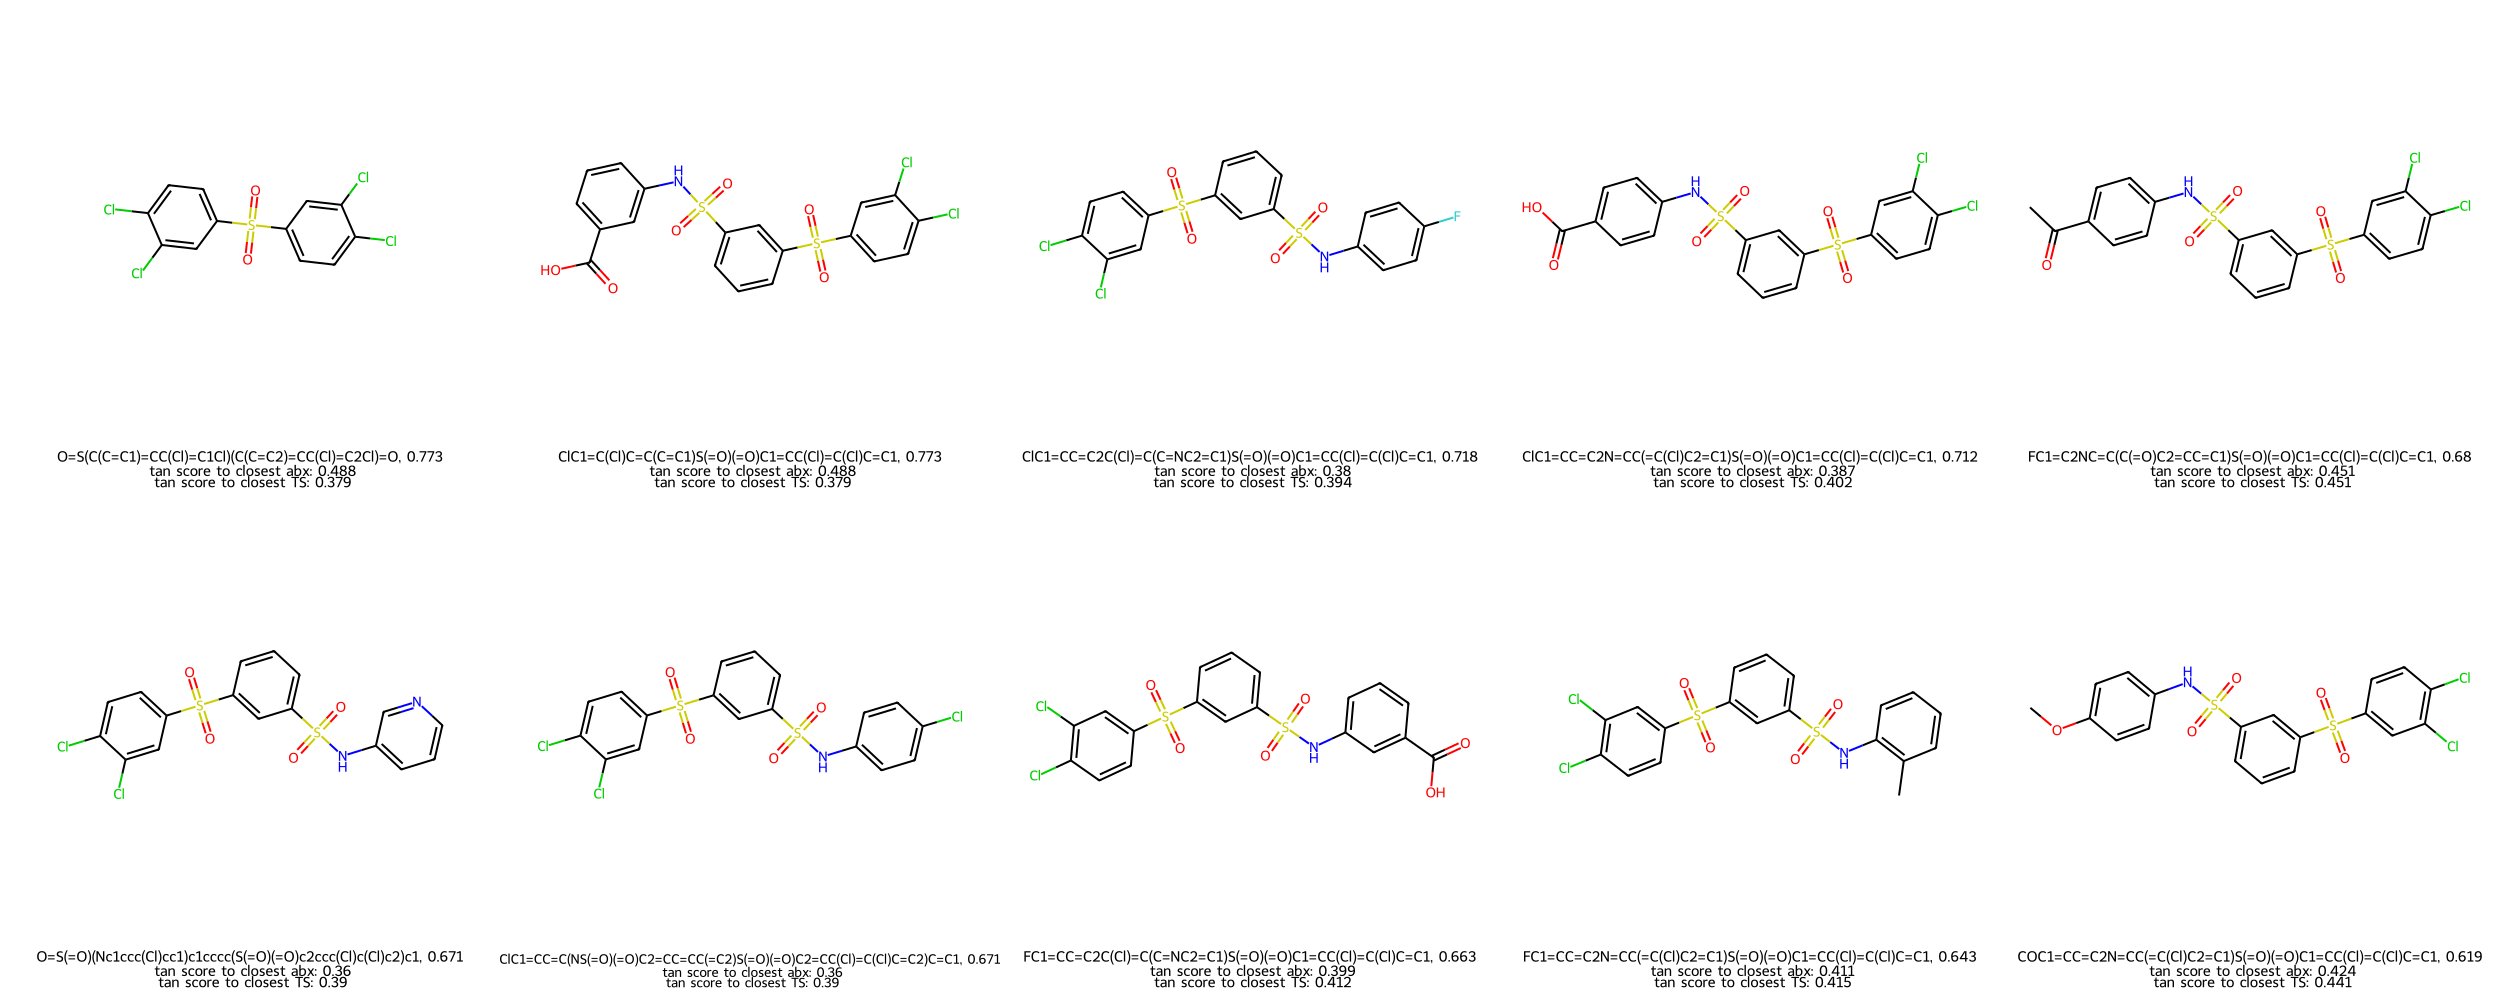 Cl Cl Cl Cl O S O
H N O S O O S O Cl Cl HO O
O S O O S O N H F Cl Cl
HO O H N O S O O S O Cl Cl
O H N O S O O S O Cl Cl
O=S(C(C=C1)=CC(Cl)=C1Cl)(C(C=C2)=CC(Cl)=C2Cl)=O, 0.773
tan score to closest abx: 0.488
tan score to closest TS: 0.379
ClC1=C(Cl)C=C(C=C1)S(=O)(=O)C1=CC(Cl)=C(Cl)C=C1, 0.773
tan score to closest abx: 0.488
tan score to closest TS: 0.379
ClC1=CC=C2C(Cl)=C(C=NC2=C1)S(=O)(=O)C1=CC(Cl)=C(Cl)C=C1, 0.718
tan score to closest abx: 0.38
tan score to closest TS: 0.394
ClC1=CC=C2N=CC(=C(Cl)C2=C1)S(=O)(=O)C1=CC(Cl)=C(Cl)C=C1, 0.712
tan score to closest abx: 0.387
tan score to closest TS: 0.402
FC1=C2NC=C(C(=O)C2=CC=C1)S(=O)(=O)C1=CC(Cl)=C(Cl)C=C1, 0.68
tan score to closest abx: 0.451
tan score to closest TS: 0.451
O S O O S O N H N Cl Cl
O S O O S O N H Cl Cl Cl
Cl Cl O S O O S O N H O OH
Cl Cl O S O O S O N H
O H N O S O O S O Cl Cl
O=S(=O)(Nc1ccc(Cl)cc1)c1cccc(S(=O)(=O)c2ccc(Cl)c(Cl)c2)c1, 0.671
tan score to closest abx: 0.36
tan score to closest TS: 0.39
ClC1=CC=C(NS(=O)(=O)C2=CC=CC(=C2)S(=O)(=O)C2=CC(Cl)=C(Cl)C=C2)C=C1, 0.671
tan score to closest abx: 0.36
tan score to closest TS: 0.39
FC1=CC=C2C(Cl)=C(C=NC2=C1)S(=O)(=O)C1=CC(Cl)=C(Cl)C=C1, 0.663
tan score to closest abx: 0.399
tan score to closest TS: 0.412
FC1=CC=C2N=CC(=C(Cl)C2=C1)S(=O)(=O)C1=CC(Cl)=C(Cl)C=C1, 0.643
tan score to closest abx: 0.411
tan score to closest TS: 0.415
COC1=CC=C2N=CC(=C(Cl)C2=C1)S(=O)(=O)C1=CC(Cl)=C(Cl)C=C1, 0.619
tan score to closest abx: 0.424
tan score to closest TS: 0.441